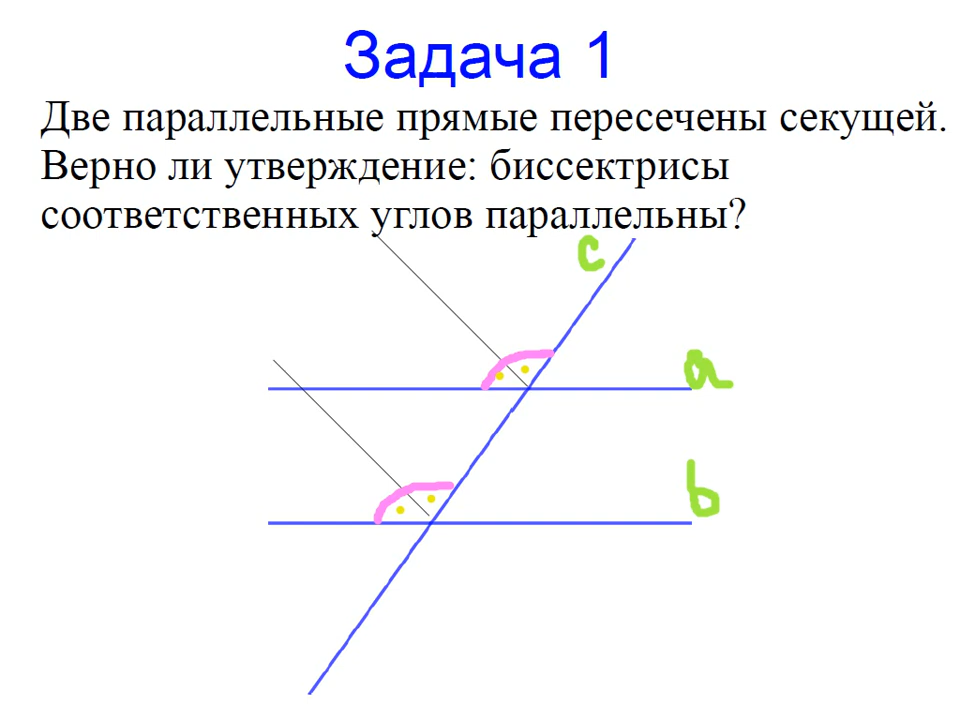 Задача 1
Две параллельные прямые пересечены секущей.
Верно ли утверждение: биссектрисы
соответственных углов параллельны?
c
a
b